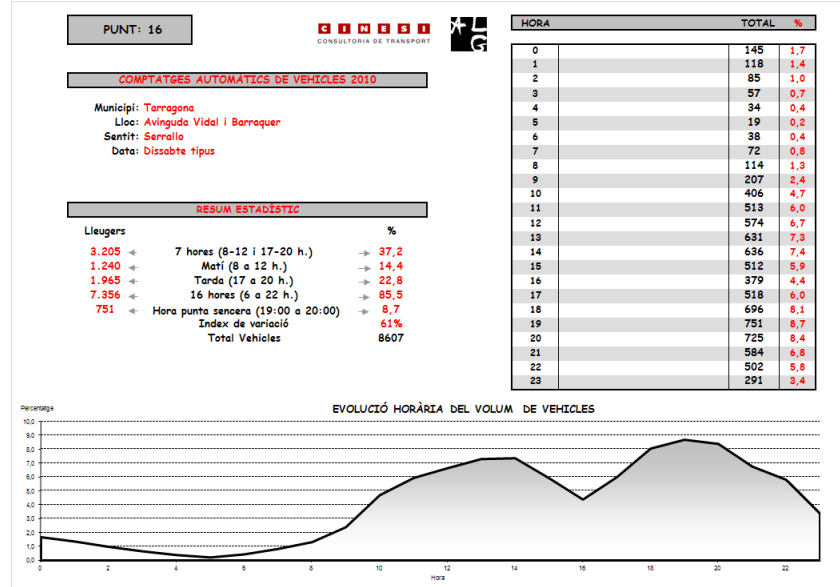 PUNT: 16
CINESI
CONSULTORIA DE TRANSPORT
ALG
COMPTATGES AUTOMÀTICS DE VEHICLES 2010
Municipi: Tarragona
Lloc: Avinguda Vidal i Barraquer
Sentit: Serrallo
Data: Dissabte tipus
RESUM ESTADÍSTIC
Lleugers %
3.205 7 hores (8-12 i 17-20 h.) 37,2
1.240 Matí (8 a 12 h.) 14,4
1.965 Tarda (17 a 20 h.) 22,8
7.356 16 hores (6 a 22 h.) 85,5
751 Hora punta sencera (19:00 a 20:00) 8,7
Index de variació 61%
Total Vehicles 8607
HORA TOTAL %
0 145 1,7
1 118 1,4
2 85 1,0
3 57 0,7
4 34 0,4
5 19 0,2
6 38 0,4
7 72 0,8
8 114 1,3
9 207 2,4
10 406 4,7
11 513 6,0
12 574 6,7
13 631 7,3
14 636 7,4
15 512 5,9
16 379 4,4
17 518 6,0
18 696 8,1
19 751 8,7
20 725 8,4
21 584 6,8
22 502 5,8
23 291 3,4
EVOLUCIÓ HORÀRIA DEL VOLUM DE VEHICLES
Percentatge
10,0
9,0
8,0
7,0
6,0
5,0
4,0
3,0
2,0
1,0
0,0
0 2 4 6 8 10 12 14 16 18 20 22
Hora